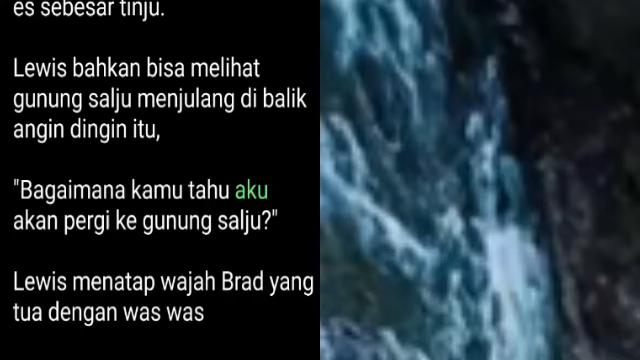 es sebesar tinju.
Lewis bahkan bisa melihat
gunung salju menjulang di balik
angin dingin itu,
"Bagaimana kamu tahu aku
akan pergi ke gunung salju?"
Lewis menatap wajah Brad yang
tua dengan was was